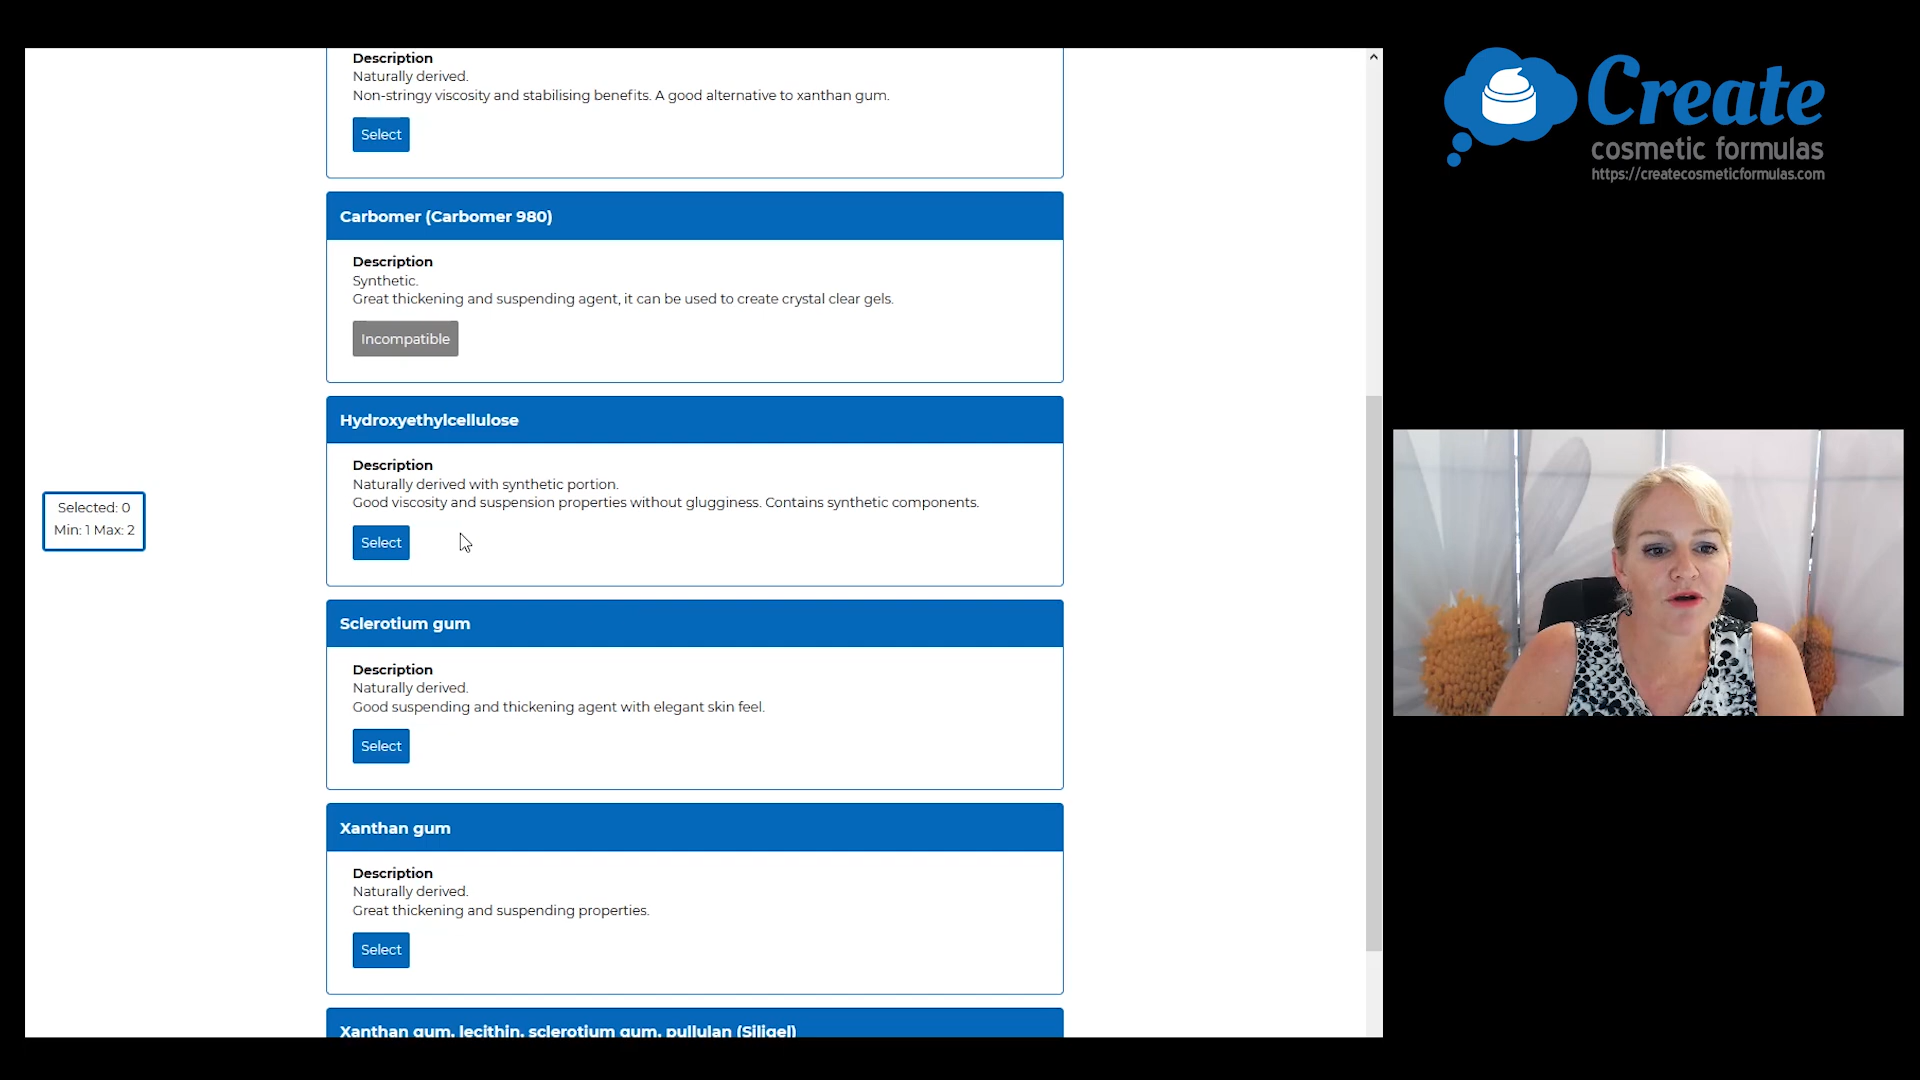 Description
Naturally derived.
Non-stringy viscosity and stabilising benefits. A good alternative to xanthan gum.
Select
Carbomer (Carbomer 980)
Description
Synthetic.
Great thickening and suspending agent, it can be used to create crystal clear gels.
Incompatible
Hydroxyethylcellulose
Description
Naturally derived with synthetic portion.
Good viscosity and suspension properties without glugginess. Contains synthetic components.
Select
Selected: 0
Min: 1 Max: 2
Sclerotium gum
Description
Naturally derived.
Good suspending and thickening agent with elegant skin feel.
Select
Xanthan gum
Description
Naturally derived.
Great thickening and suspending properties.
Select
Xanthan gum, lecithin, sclerotium gum, pullulan (Siligel)
Create
cosmetic formulas
https://createcosmeticformulas.com